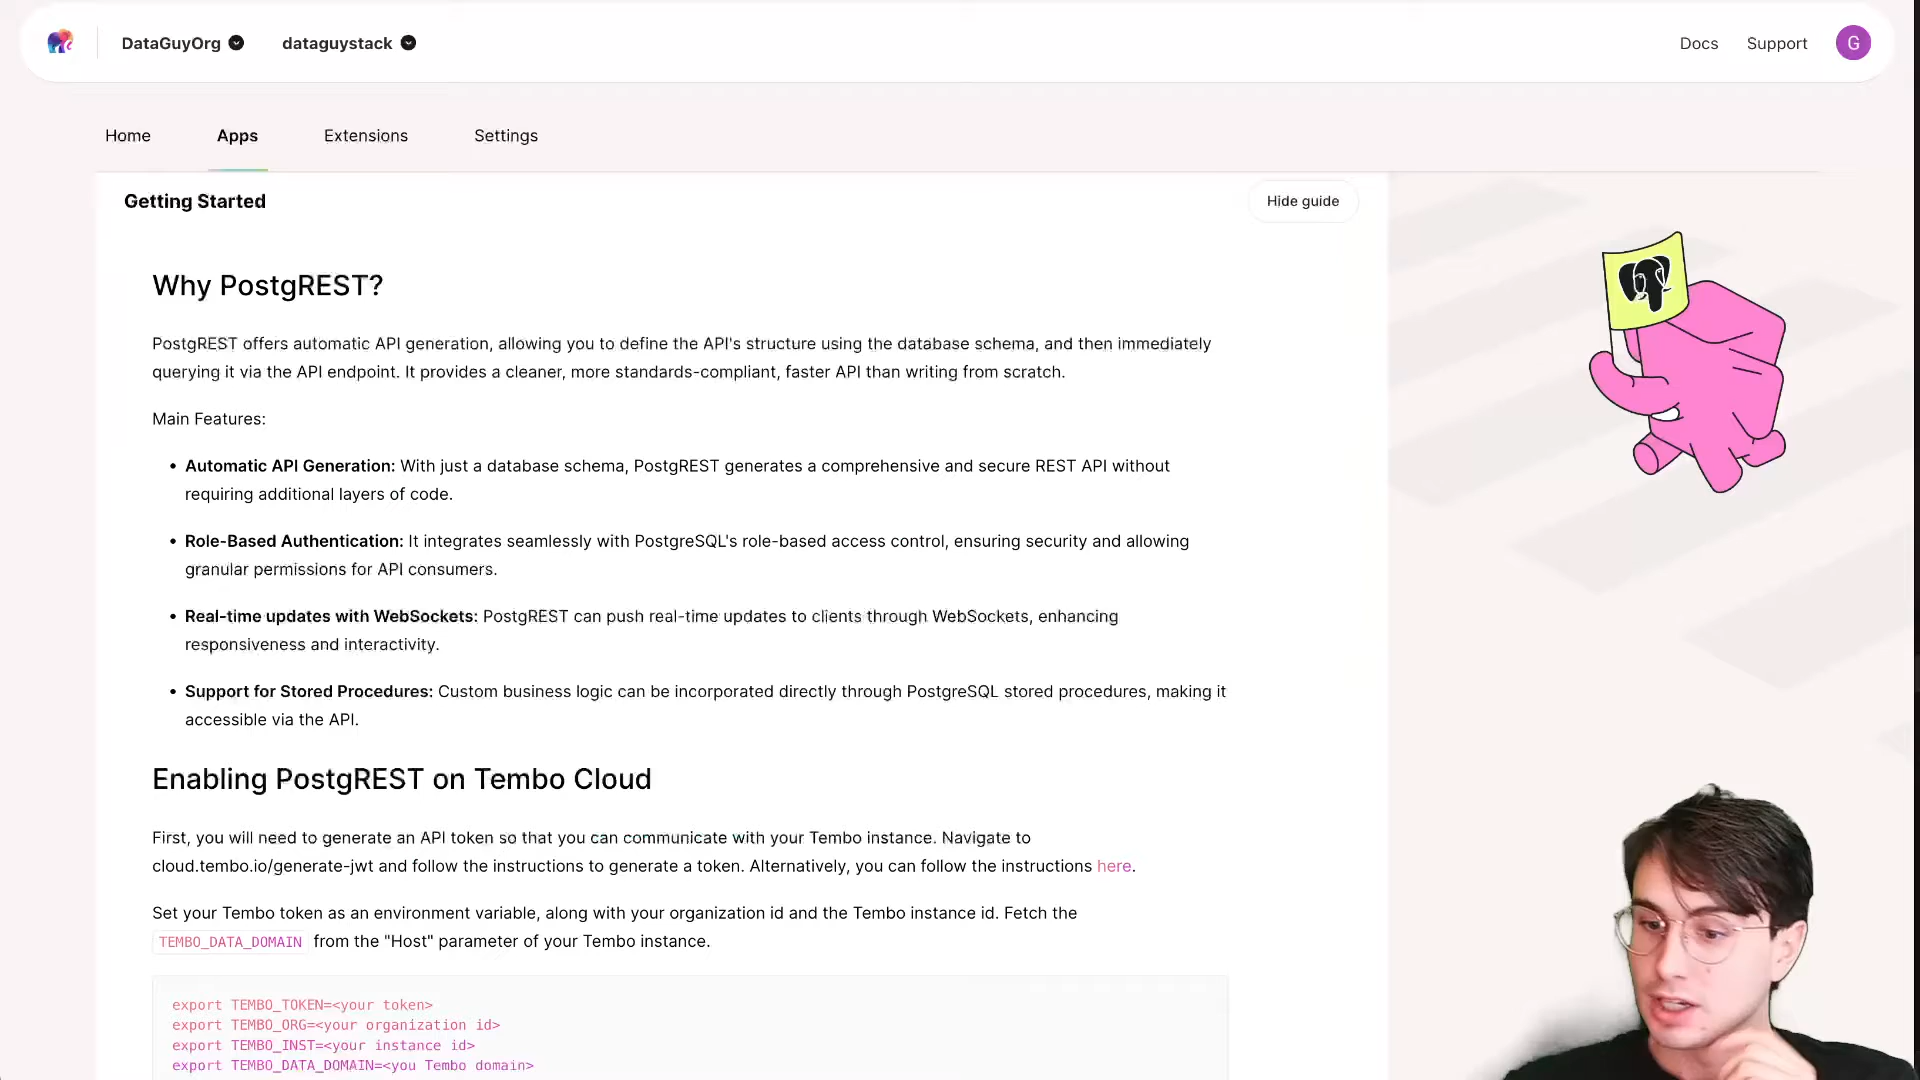 DataGuyOrg dataguystack Docs Support G
Home Apps Extensions Settings
Getting Started Hide guide
Why PostgREST?
PostgREST offers automatic API generation, allowing you to define the API's structure using the database schema, and then immediately
querying it via the API endpoint. It provides a cleaner, more standards-compliant, faster API than writing from scratch.
Main Features:
• Automatic API Generation: With just a database schema, PostgREST generates a comprehensive and secure REST API without
requiring additional layers of code.
• Role-Based Authentication: It integrates seamlessly with PostgreSQL's role-based access control, ensuring security and allowing
granular permissions for API consumers.
• Real-time updates with WebSockets: PostgREST can push real-time updates to clients through WebSockets, enhancing
responsiveness and interactivity.
• Support for Stored Procedures: Custom business logic can be incorporated directly through PostgreSQL stored procedures, making it
accessible via the API.
Enabling PostgREST on Tembo Cloud
First, you will need to generate an API token so that you can communicate with your Tembo instance. Navigate to
cloud.tembo.io/generate-jwt and follow the instructions to generate a token. Alternatively, you can follow the instructions here.
Set your Tembo token as an environment variable, along with your organization id and the Tembo instance id. Fetch the
TEMBO_DATA_DOMAIN from the "Host" parameter of your Tembo instance.
export TEMBO_TOKEN=<your token>
export TEMBO_ORG=<your organization id>
export TEMBO_INST=<your instance id>
export TEMBO_DATA_DOMAIN=<you Tembo domain>